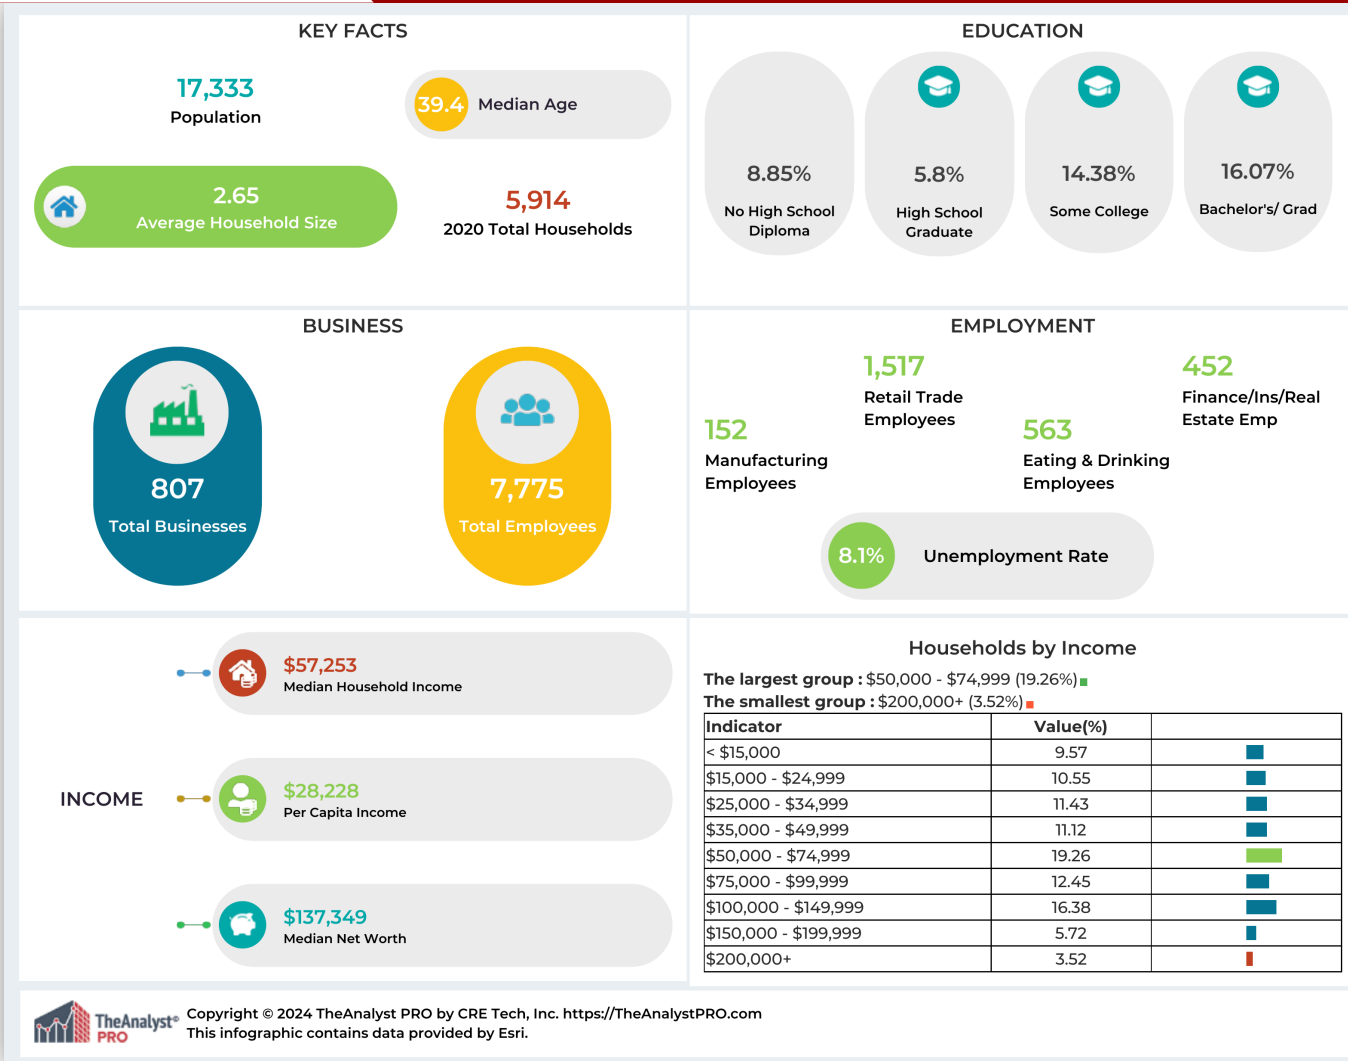 KEY FACTS
17,333
Population
39.4 Median Age
2.65
Average Household Size
5,914
2020 Total Households
EDUCATION
8.85%
No High School
Diploma
5.8%
High School
Graduate
14.38%
Some College
16.07%
Bachelor's/ Grad
BUSINESS
807
Total Businesses
7,775
Total Employees
EMPLOYMENT
152
Manufacturing
Employees
1,517
Retail Trade
Employees
563
Eating & Drinking
Employees
452
Finance/Ins/Real
Estate Emp
8.1% Unemployment Rate
INCOME
$57,253
Median Household Income
$28,228
Per Capita Income
$137,349
Median Net Worth
Households by Income
The largest group : $50,000 - $74,999 (19.26%)
The smallest group : $200,000+ (3.52%)
Indicator Value(%)
< $15,000 9.57
$15,000 - $24,999 10.55
$25,000 - $34,999 11.43
$35,000 - $49,999 11.12
$50,000 - $74,999 19.26
$75,000 - $99,999 12.45
$100,000 - $149,999 16.38
$150,000 - $199,999 5.72
$200,000+ 3.52
TheAnalyst®
PRO
Copyright © 2024 TheAnalyst PRO by CRE Tech, Inc. https://TheAnalystPRO.com
This infographic contains data provided by Esri.